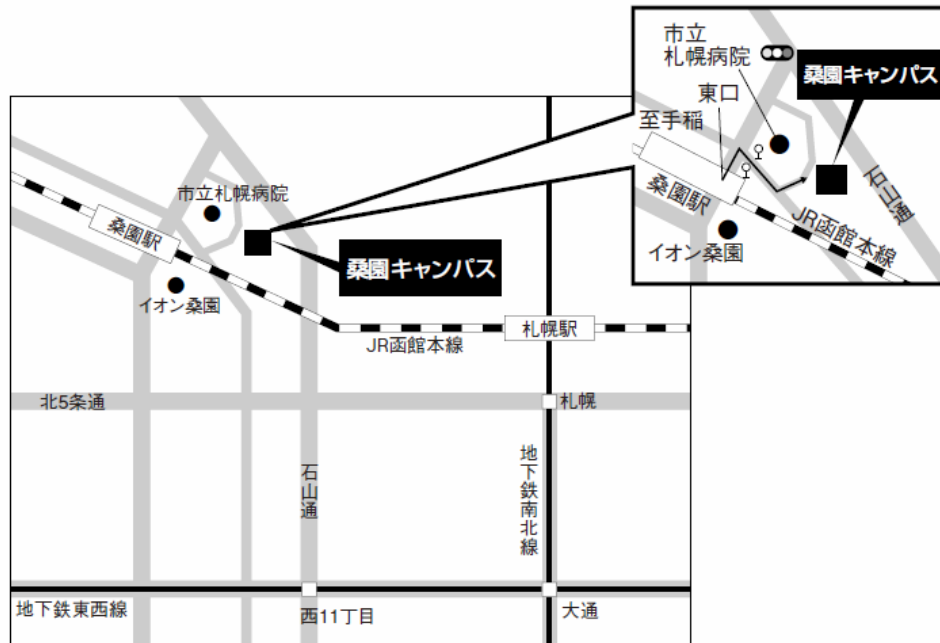 市立
札幌病院
桑園キャンパス
東口
至手稲
桑園駅
石山通
JR函館本線
イオン桑園
市立札幌病院
桑園駅
桑園キャンパス
イオン桑園
札幌駅
JR函館本線
北5条通
札幌
石山通
地下鉄南北線
地下鉄東西線
西11丁目
大通